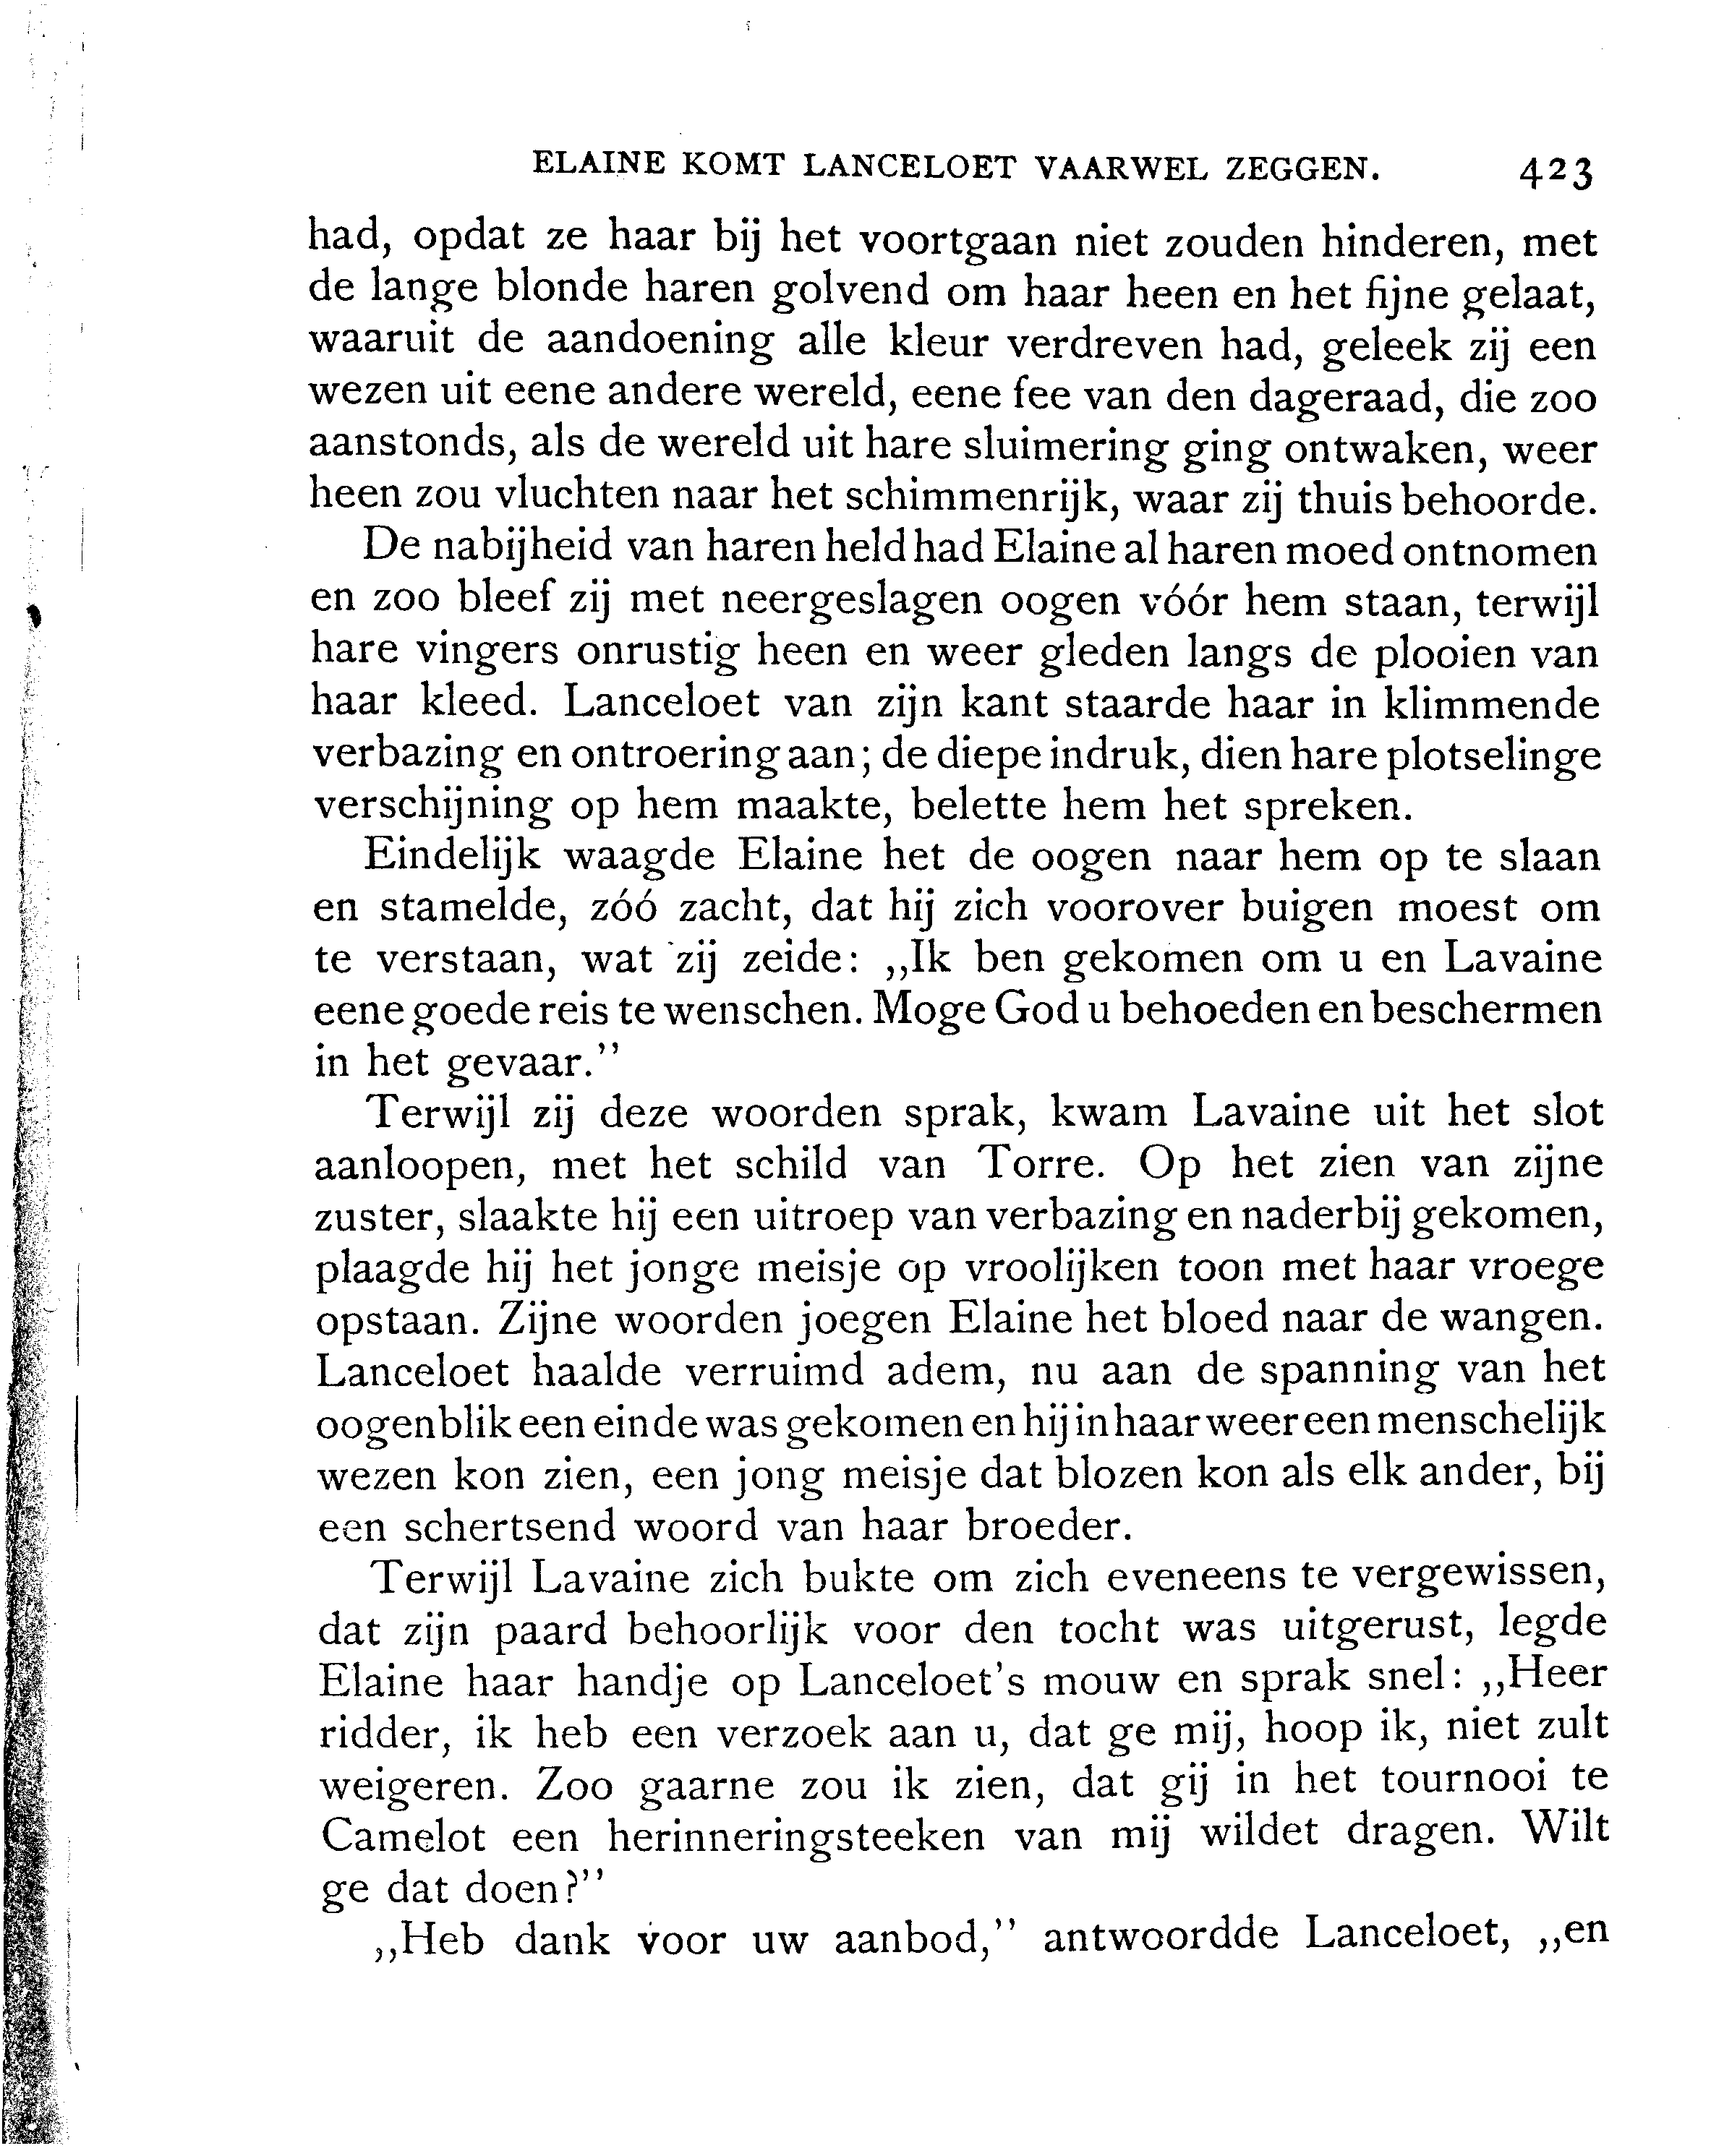 ELAINE KOMT LANCELOET VAARWEL ZEGGEN. 423
had, opdat ze haar bij het voortgaan niet zouden hinderen, met
de lange blonde haren golvend om haar heen en het fijne gelaat,
waaruit de aandoening alle kleur verdreven had, geleek zij een
wezen uit eene andere wereld, eene fee van den dageraad, die zoo
aanstonds, als de wereld uit hare sluimering ging ontwaken, weer
heen zou vluchten naar het schimmenrijk, waar zij thuis behoorde.
De nabijheid van haren held had Elaine al haren moed ontnomen
en zoo bleef zij met neergeslagen oogen vóór hem staan, terwijl
hare vingers onrustig heen en weer gleden langs de plooien van
haar kleed. Lanceloet van zijn kant staarde haar in klimmende
verbazing en ontroering aan; de diepe indruk, dien hare plotselinge
verschijning op hem maakte, belette hem het spreken.
Eindelijk waagde Elaine het de oogen naar hem op te slaan
en stamelde, zóó zacht, dat hij zich voorover buigen moest om
te verstaan, wat zij zeide: „Ik ben gekomen om u en Lavaine
eene goede reis te wenschen. Moge God u behoeden en beschermen
in het gevaar.”
Terwijl zij deze woorden sprak, kwam Lavaine uit het slot
aanloopen, met het schild van Torre. Op het zien van zijne
zuster, slaakte hij een uitroep van verbazing en naderbij gekomen,
plaagde hij het jonge meisje op vroolijken toon met haar vroege
opstaan. Zijne woorden joegen Elaine het bloed naar de wangen.
Lanceloet haalde verruimd adem, nu aan de spanning van het
oogenblik een einde was gekomen en hij in haar weer een menschelijk
wezen kon zien, een jong meisje dat blozen kon als elk ander, bij
een schertsend woord van haar broeder.
Terwijl Lavaine zich bukte om zich eveneens te vergewissen,
dat zijn paard behoorlijk voor den tocht was uitgerust, legde
Elaine haar handje op Lanceloet's mouw en sprak snel: „Heer
ridder, ik heb een verzoek aan u, dat ge mij, hoop ik, niet zult
weigeren. Zoo gaarne zou ik zien, dat gij in het tournooi te
Camelot een herinneringsteeken van mij wildet dragen. Wilt
ge dat doen?”
„Heb dank voor uw aanbod,” antwoordde Lanceloet, „en